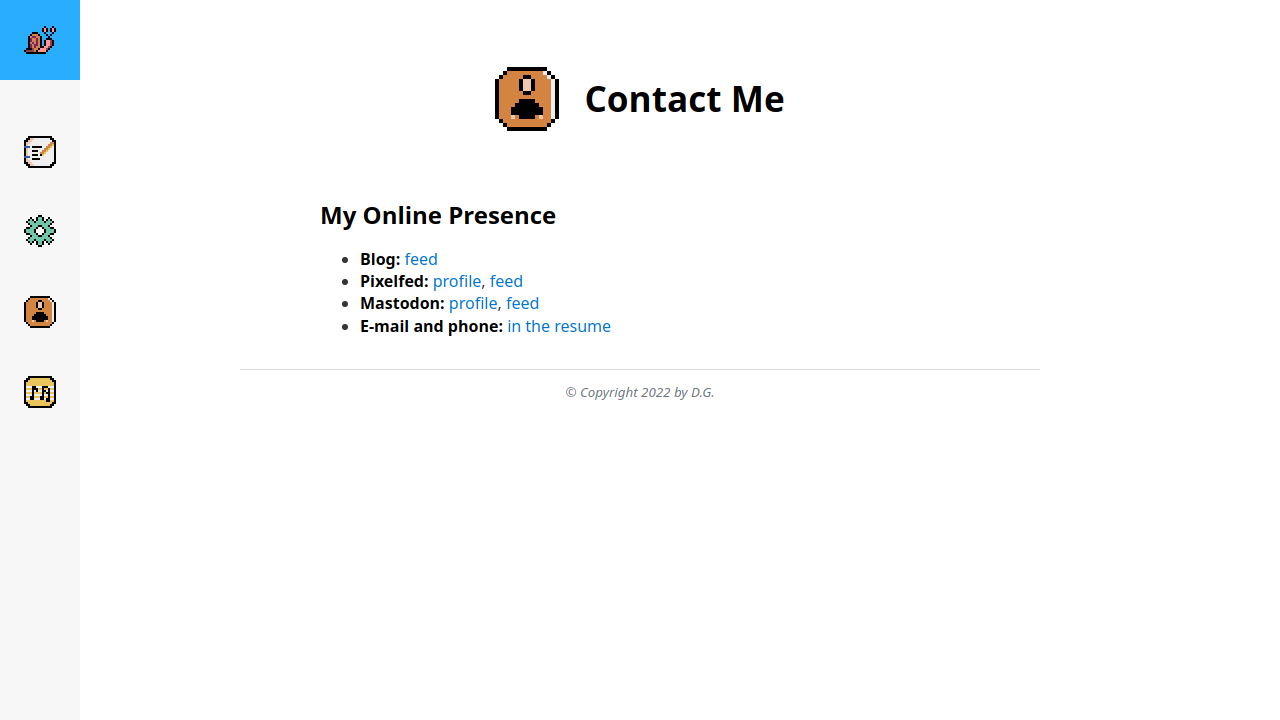 Contact Me
My Online Presence
Blog: feed
Pixelfed: profile, feed
Mastodon: profile, feed
E-mail and phone: in the resume
© Copyright 2022 by D.G.